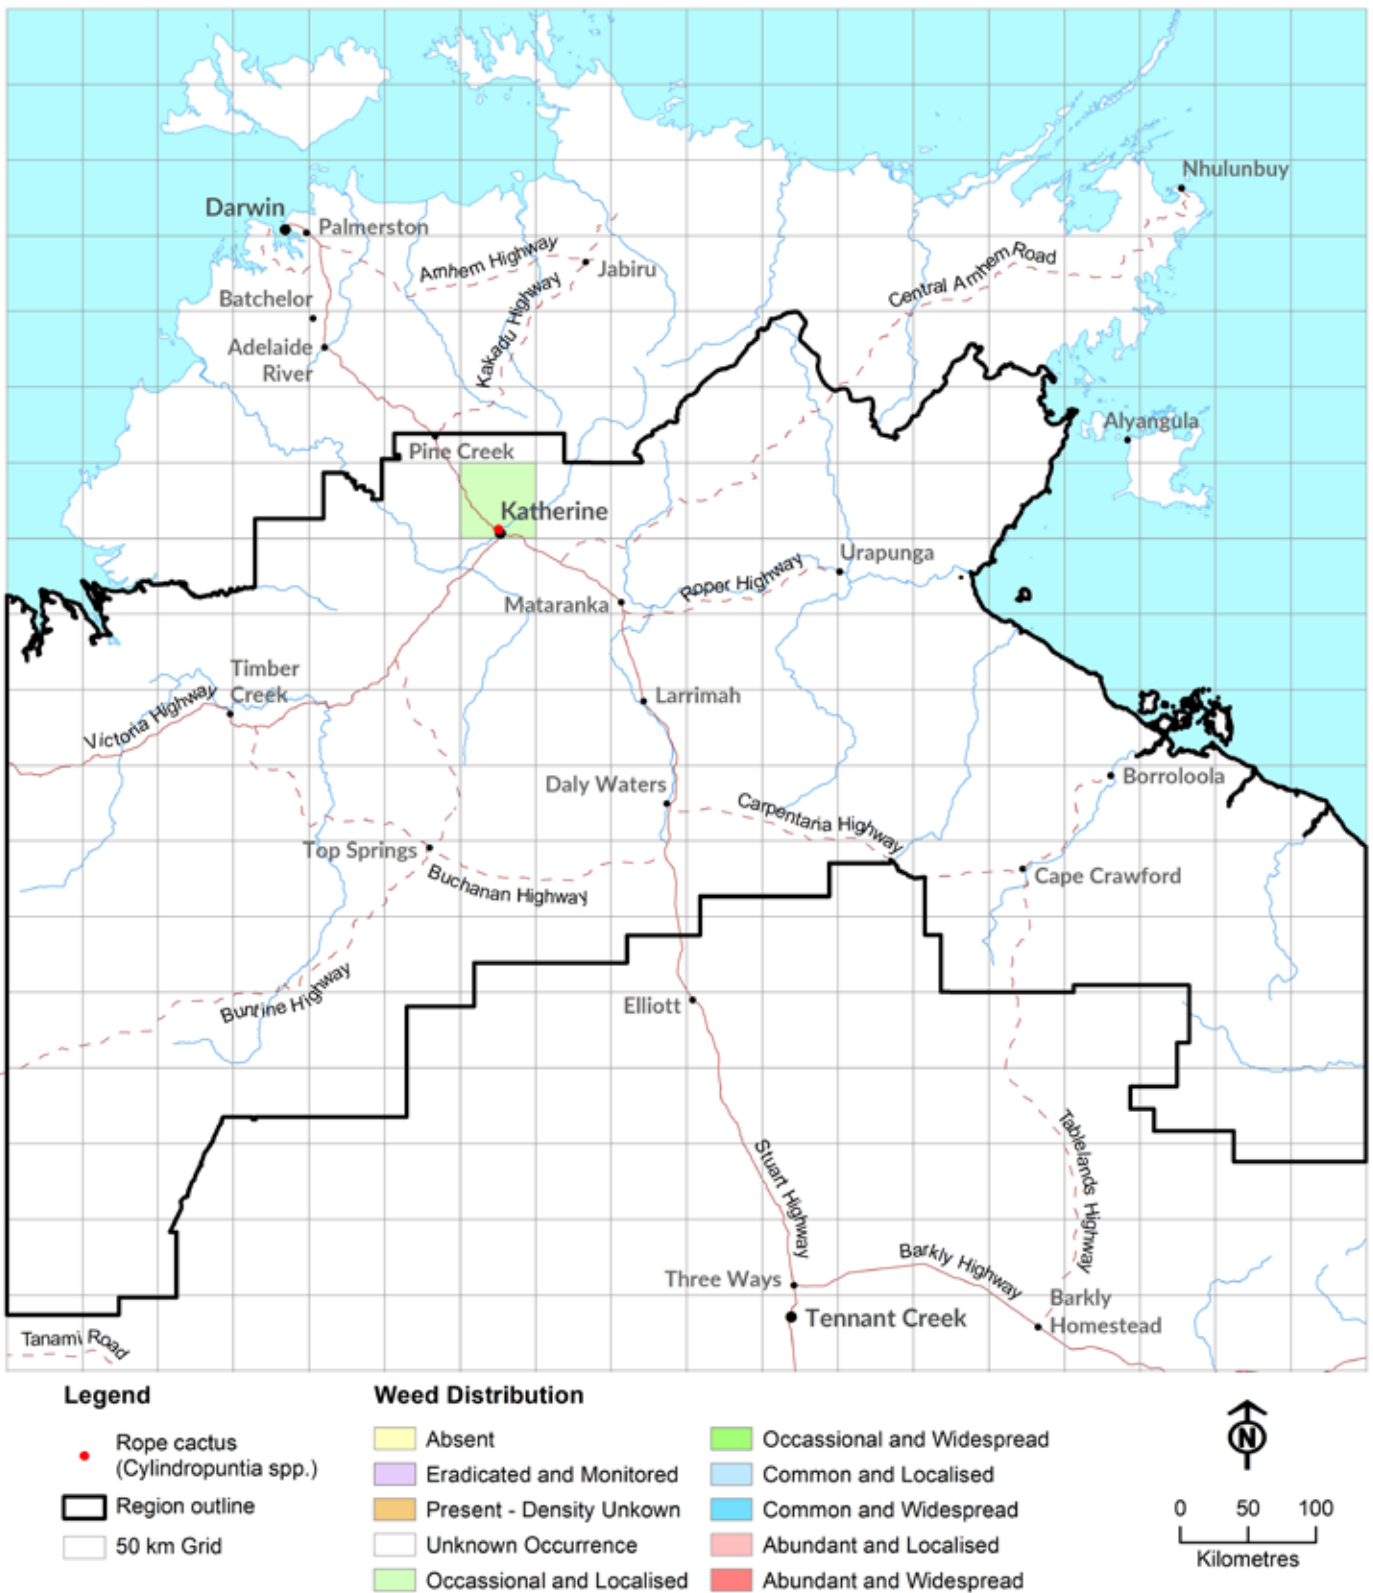 Nhulunbuy
Darwin
Palmerston
Arnhem Highway
Jabiru
Central Arnhem Road
Batchelor
Kakadu Highway
Adelaide
River
Alyangula
Pine Creek
Katherine
Urapunga
Roper Highway
Mataranka
Timber
Creek
Larrimah
Victoria Highway
Borroloola
Daly Waters
Carpentaria Highway
Top Springs
Buchanan Highway
Cape Crawford
Buntine Highway
Elliott
Tablelands Highway
Stuart Highway
Barkly Highway
Three Ways
Barkly
Homestead
Tennant Creek
Tanami Road
Legend
Rope cactus
(Cylindropuntia spp.)
Region outline
50 km Grid
Weed Distribution
Absent
Eradicated and Monitored
Present - Density Unkown
Unknown Occurrence
Occassional and Localised
Occassional and Widespread
Common and Localised
Common and Widespread
Abundant and Localised
Abundant and Widespread
N
0 50 100
Kilometres